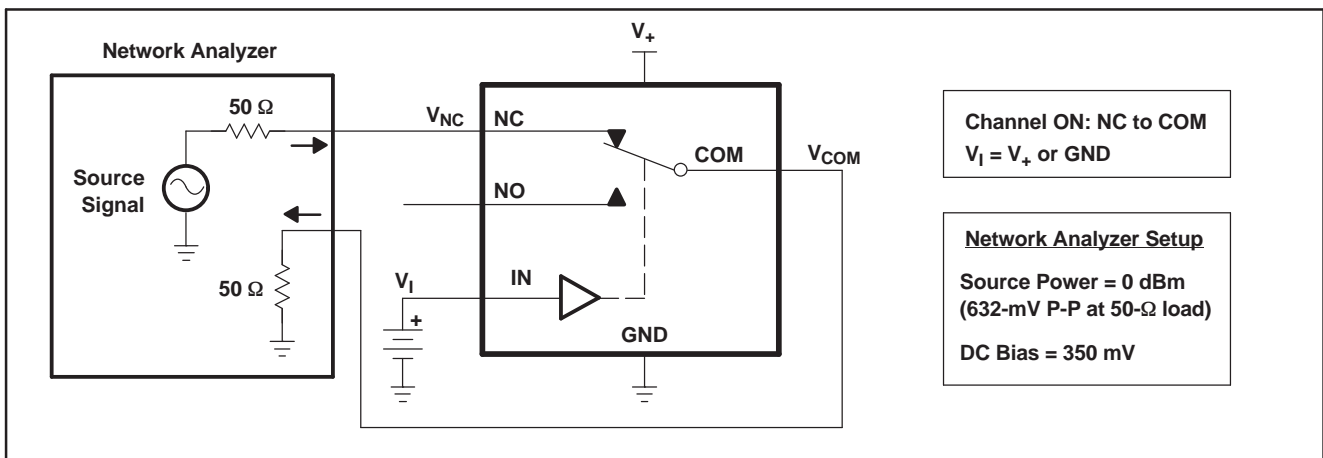 V+
Network Analyzer
50 Ω
VNC
NC
COM
VCOM
Source
Signal
NO
50 Ω
VI
IN
+
GND
Channel ON: NC to COM
VI = V+ or GND
Network Analyzer Setup
Source Power = 0 dBm
(632-mV P-P at 50-Ω load)
DC Bias = 350 mV